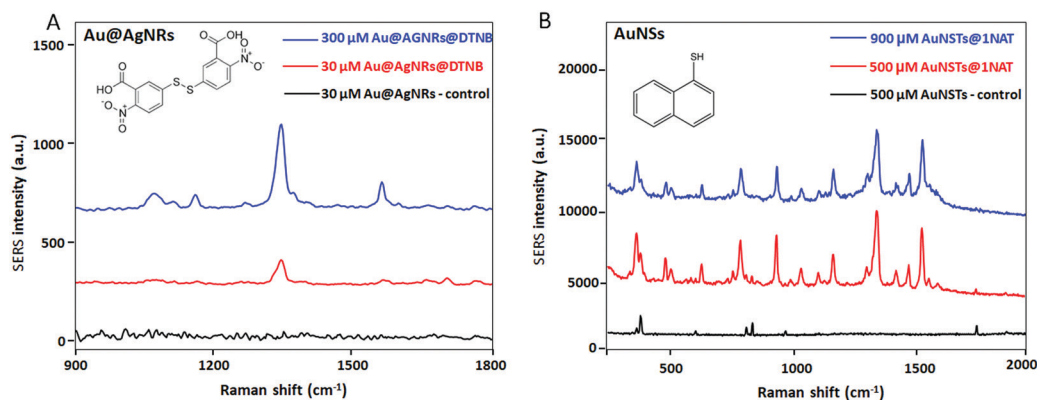 A
Au@AgNRs
300 µM Au@AGNRs@DTNB
30 µM Au@AgNRs@DTNB
30 µM Au@AgNRs - control
HO
O
O⁻
N⁺
O
S
S
O
OH
N⁺
O⁻
O
1500
1000
500
0
SERS intensity (a.u.)
900
1200
1500
1800
Raman shift (cm⁻¹)
B
AuNSs
SH
900 µM AuNSTs@1NAT
500 µM AuNSTs@1NAT
500 µM AuNSTs - control
20000
15000
10000
5000
0
SERS intensity (a.u.)
500
1000
1500
2000
Raman shift (cm⁻¹)